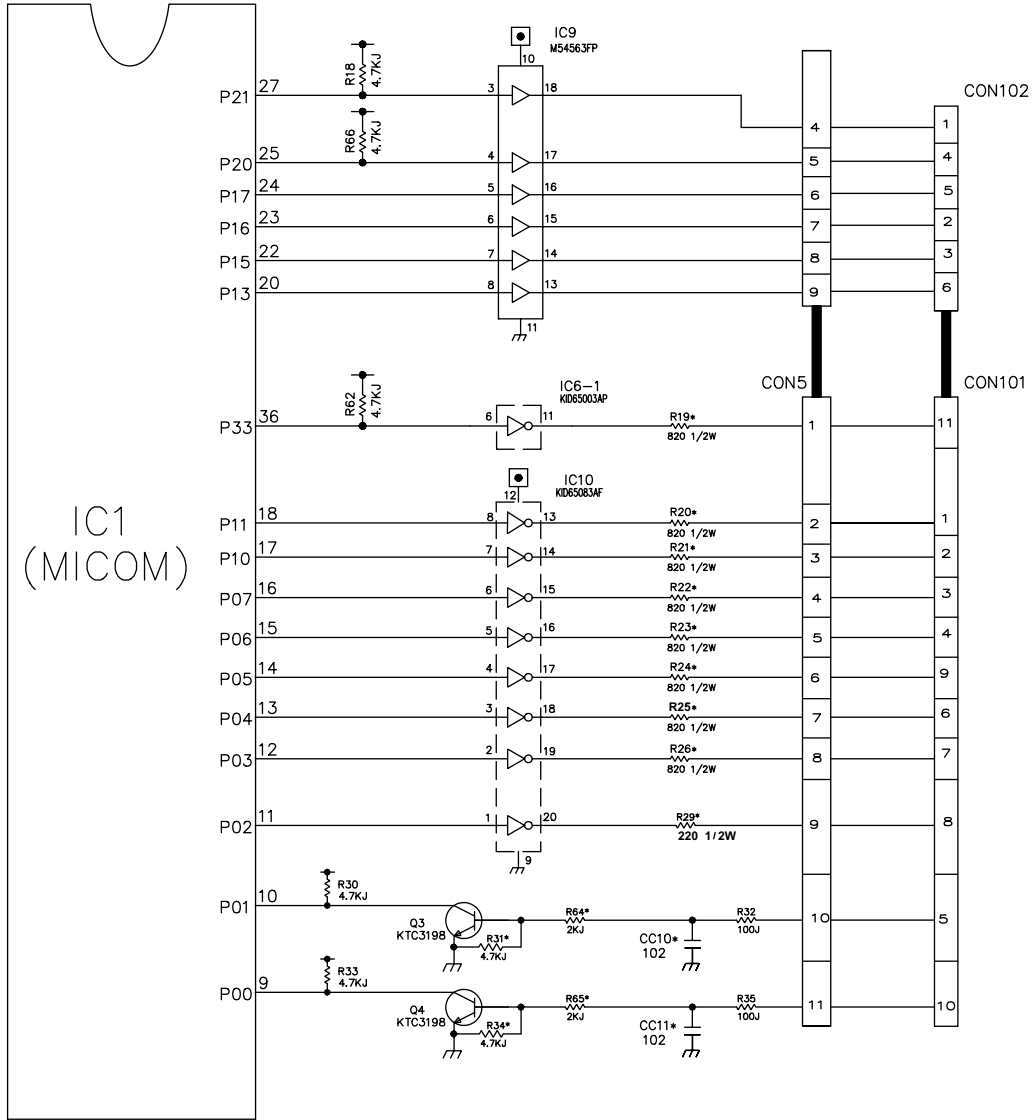 IC9
M54563FP
10
R18
4.7KJ
P21
27
3
18
CON102
4
1
R66
4.7KJ
P20
25
4
17
5
4
P17
24
5
16
6
5
P16
23
6
15
7
2
P15
22
7
14
8
3
P13
20
8
13
9
6
11
R62
4.7KJ
IC6-1
KID65003AP
CON5
CON101
P33
36
6
11
R19*
820 1/2W
1
11
IC10
KID65083AF
12
IC1
(MICOM)
P11
18
8
13
R20*
820 1/2W
2
1
P10
17
7
14
R21*
820 1/2W
3
2
P07
16
6
15
R22*
820 1/2W
4
3
P06
15
5
16
R23*
820 1/2W
5
4
P05
14
4
17
R24*
820 1/2W
6
9
P04
13
3
18
R25*
820 1/2W
7
6
P03
12
2
19
R26*
820 1/2W
8
7
P02
11
1
20
R29*
220 1/2W
9
8
9
P01
10
R30
4.7KJ
Q3
KTC3198
R31*
4.7KJ
R64*
2KJ
CC10*
102
R32
100J
10
5
P00
9
R33
4.7KJ
Q4
KTC3198
R34*
4.7KJ
R65*
2KJ
CC11*
102
R35
100J
11
10